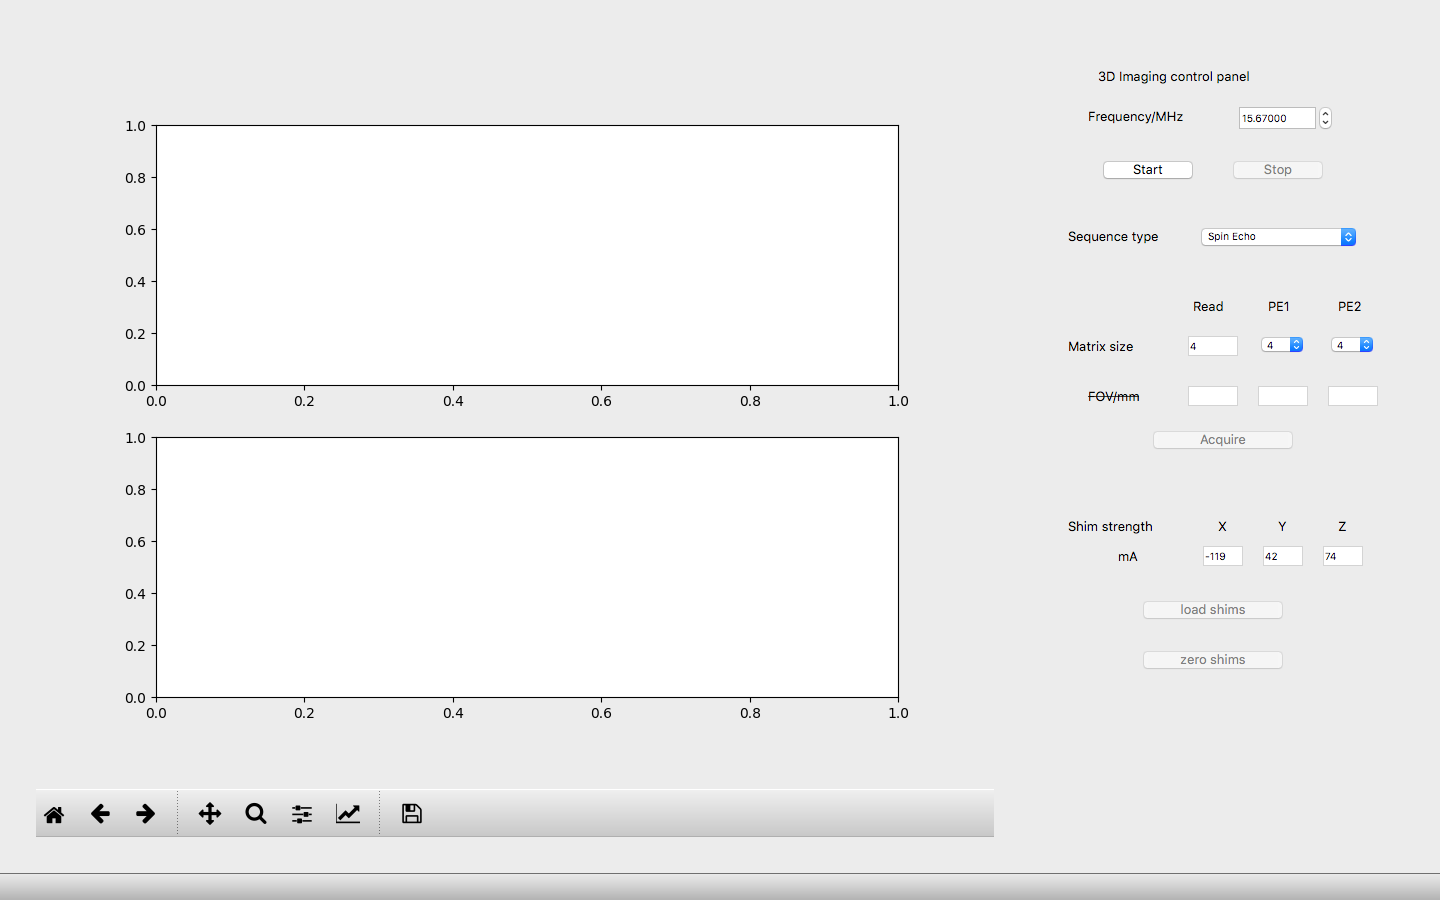 3D Imaging control panel
Frequency/MHz 15.67000
Start Stop
Sequence type Spin Echo
Read PE1 PE2
Matrix size 4 4 4
FOV/mm
Acquire
Shim strength X Y Z
mA -119 42 74
load shims
zero shims
1.0
0.8
0.6
0.4
0.2
0.0
0.0 0.2 0.4 0.6 0.8 1.0
1.0
0.8
0.6
0.4
0.2
0.0
0.0 0.2 0.4 0.6 0.8 1.0